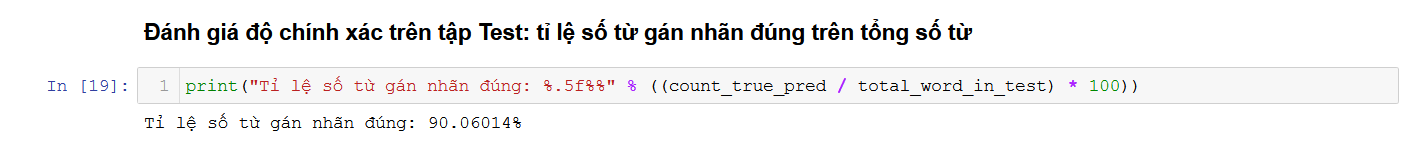 Đánh giá độ chính xác trên tập Test: tỉ lệ số từ gán nhãn đúng trên tổng số từ
In [19]: 1 print("Tỉ lệ số từ gán nhãn đúng: %.5f%%" % ((count_true_pred / total_word_in_test) * 100))
Tỉ lệ số từ gán nhãn đúng: 90.06014%